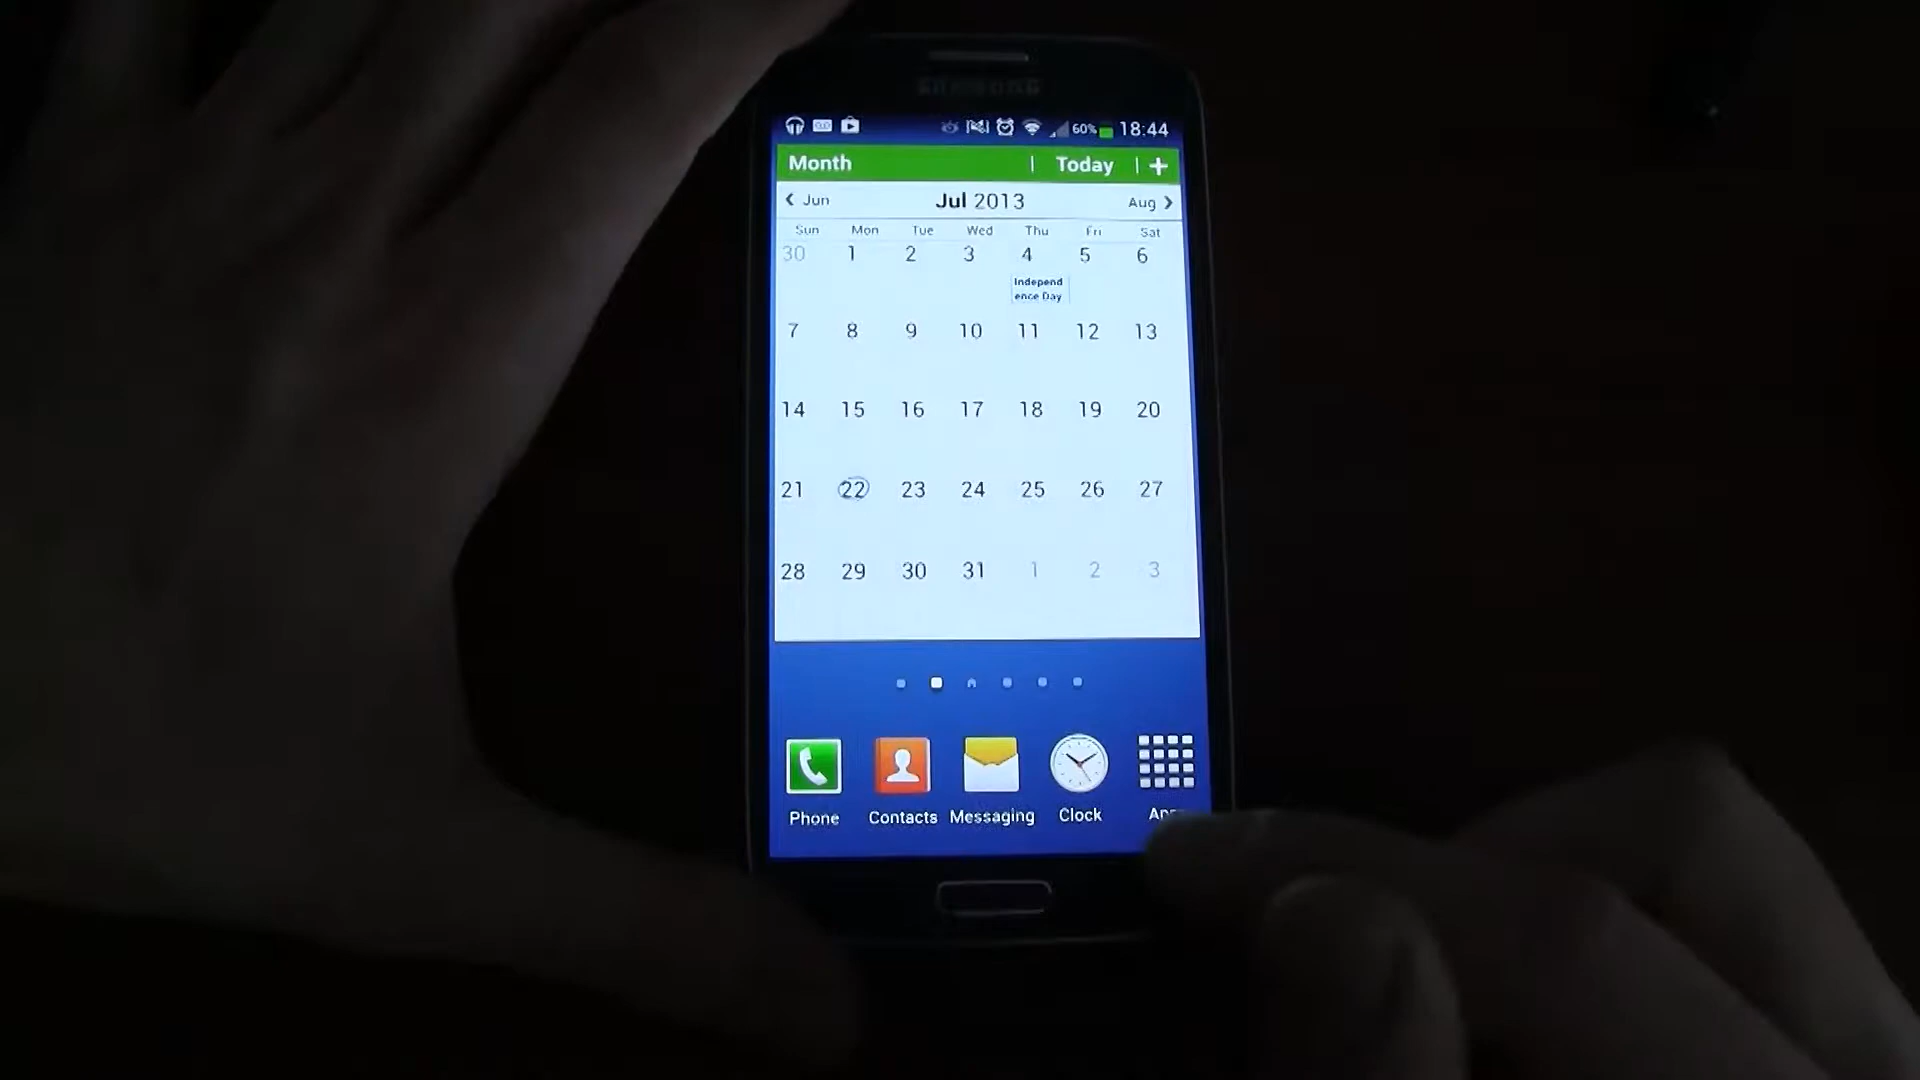 SAMSUNG
60% 18:44
Month | Today | +
‹ Jun Jul 2013 Aug ›
Sun Mon Tue Wed Thu Fri Sat
30 1 2 3 4 5 6
Independ
ence Day
7 8 9 10 11 12 13
14 15 16 17 18 19 20
21 22 23 24 25 26 27
28 29 30 31 1 2 3
Phone Contacts Messaging Clock